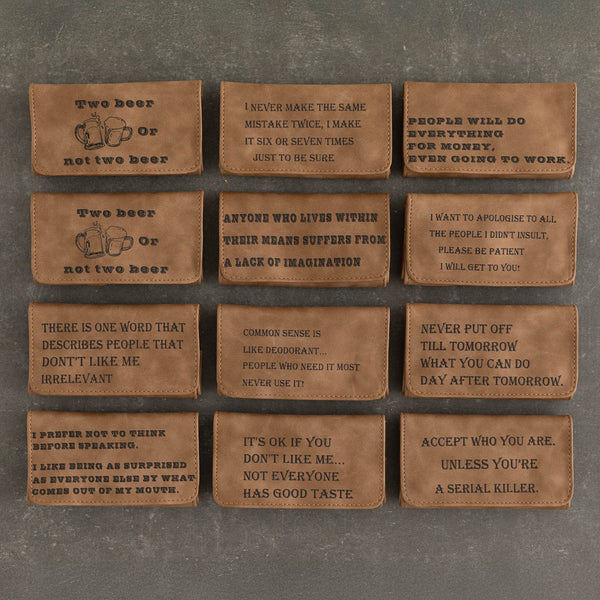 Two beer
Or
not two beer
I NEVER MAKE THE SAME
MISTAKE TWICE, I MAKE
IT SIX OR SEVEN TIMES
JUST TO BE SURE
PEOPLE WILL DO
EVERYTHING
FOR MONEY,
EVEN GOING TO WORK.
Two beer
Or
not two beer
ANYONE WHO LIVES WITHIN
THEIR MEANS SUFFERS FROM
A LACK OF IMAGINATION
I WANT TO APOLOGISE TO ALL
THE PEOPLE I DIDN'T INSULT,
PLEASE BE PATIENT
I WILL GET TO YOU!
THERE IS ONE WORD THAT
DESCRIBES PEOPLE THAT
DONT'T LIKE ME
IRRELEVANT
COMMON SENSE IS
LIKE DEODORANT...
PEOPLE WHO NEED IT MOST
NEVER USE IT!
NEVER PUT OFF
TILL TOMORROW
WHAT YOU CAN DO
DAY AFTER TOMORROW.
I PREFER NOT TO THINK
BEFORE SPEAKING.
I LIKE BEING AS SURPRISED
AS EVERYONE ELSE BY WHAT
COMES OUT OF MY MOUTH.
IT'S OK IF YOU
DON'T LIKE ME...
NOT EVERYONE
HAS GOOD TASTE
ACCEPT WHO YOU ARE.
UNLESS YOU'RE
A SERIAL KILLER.